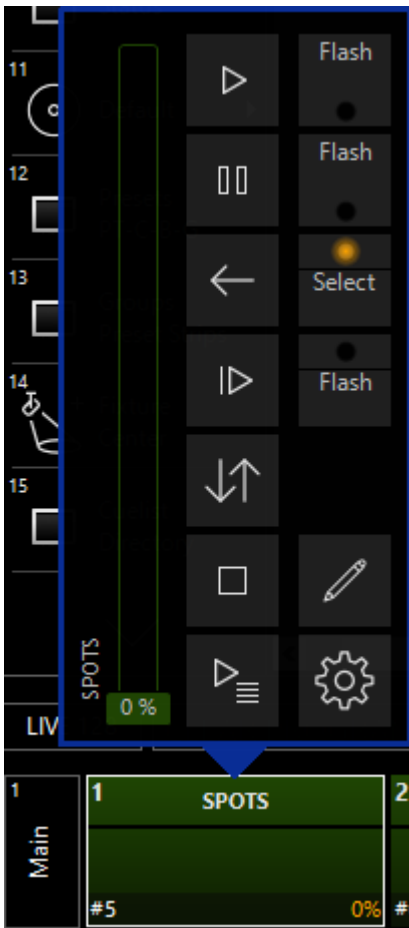 11
12
13
14
15
Flash
Flash
Select
Flash
SPOTS
0 %
LIV
1
Main
1
SPOTS
#5
0%
2
#